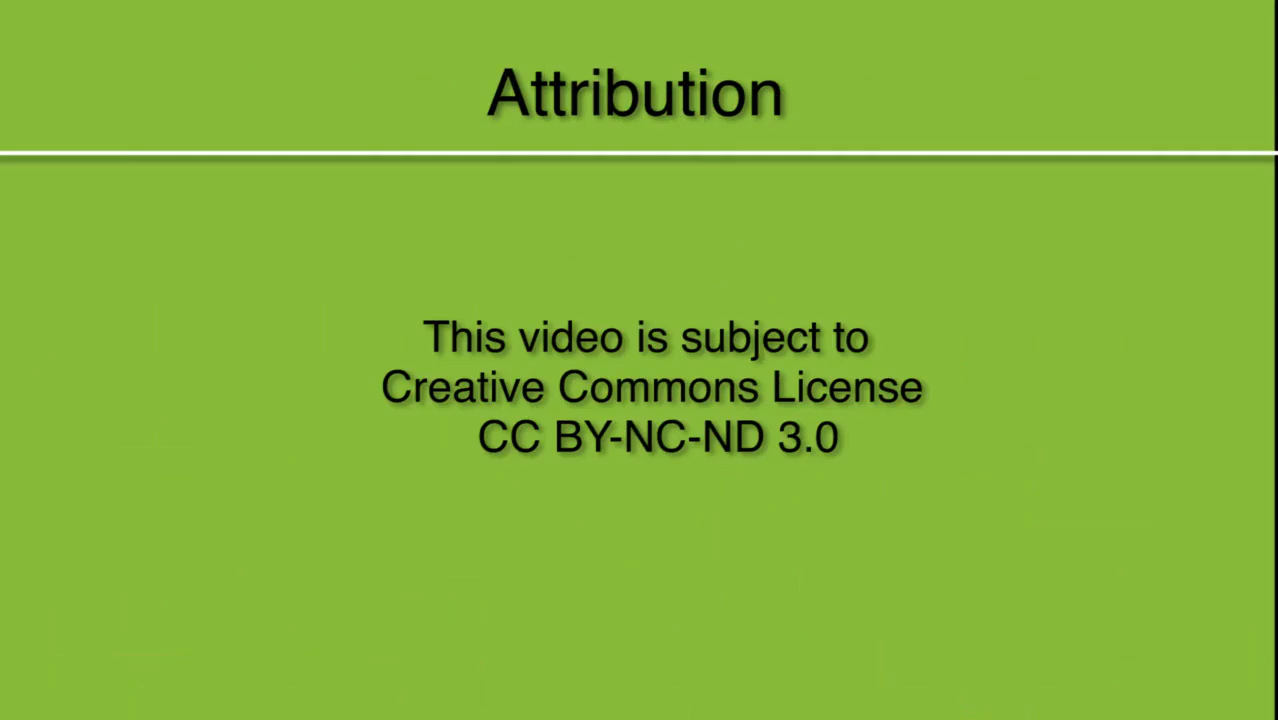 Attribution
This video is subject to
Creative Commons License
CC BY-NC-ND 3.0